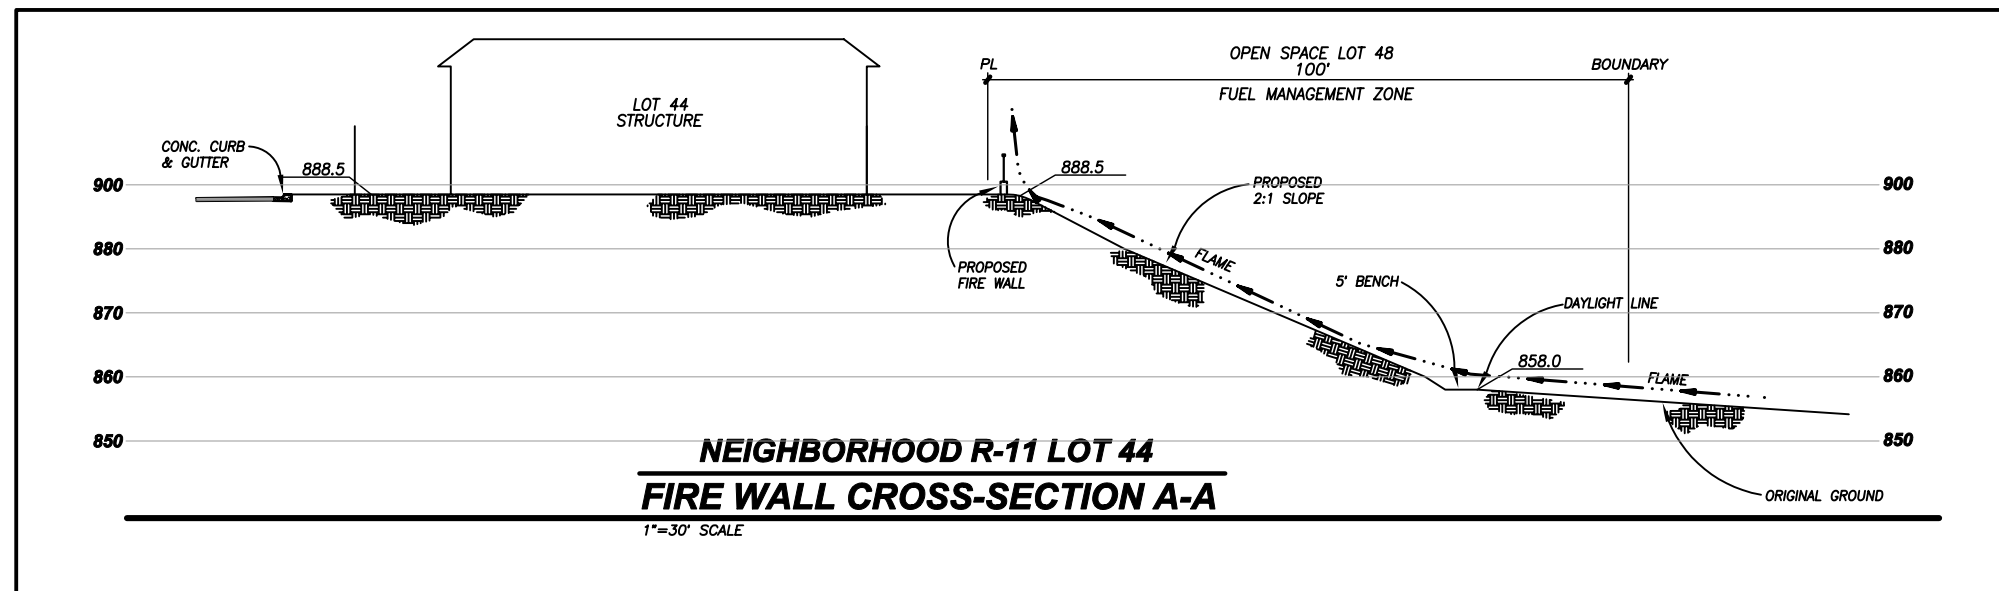 OPEN SPACE LOT 48
100'
FUEL MANAGEMENT ZONE
PL
BOUNDARY
LOT 44
STRUCTURE
CONC. CURB
& GUTTER
888.5
888.5
900
900
PROPOSED
2:1 SLOPE
880
880
FLAME
PROPOSED
FIRE WALL
5' BENCH
DAYLIGHT LINE
870
870
858.0
860
860
FLAME
850
850
NEIGHBORHOOD R-11 LOT 44
FIRE WALL CROSS-SECTION A-A
ORIGINAL GROUND
1"=30' SCALE